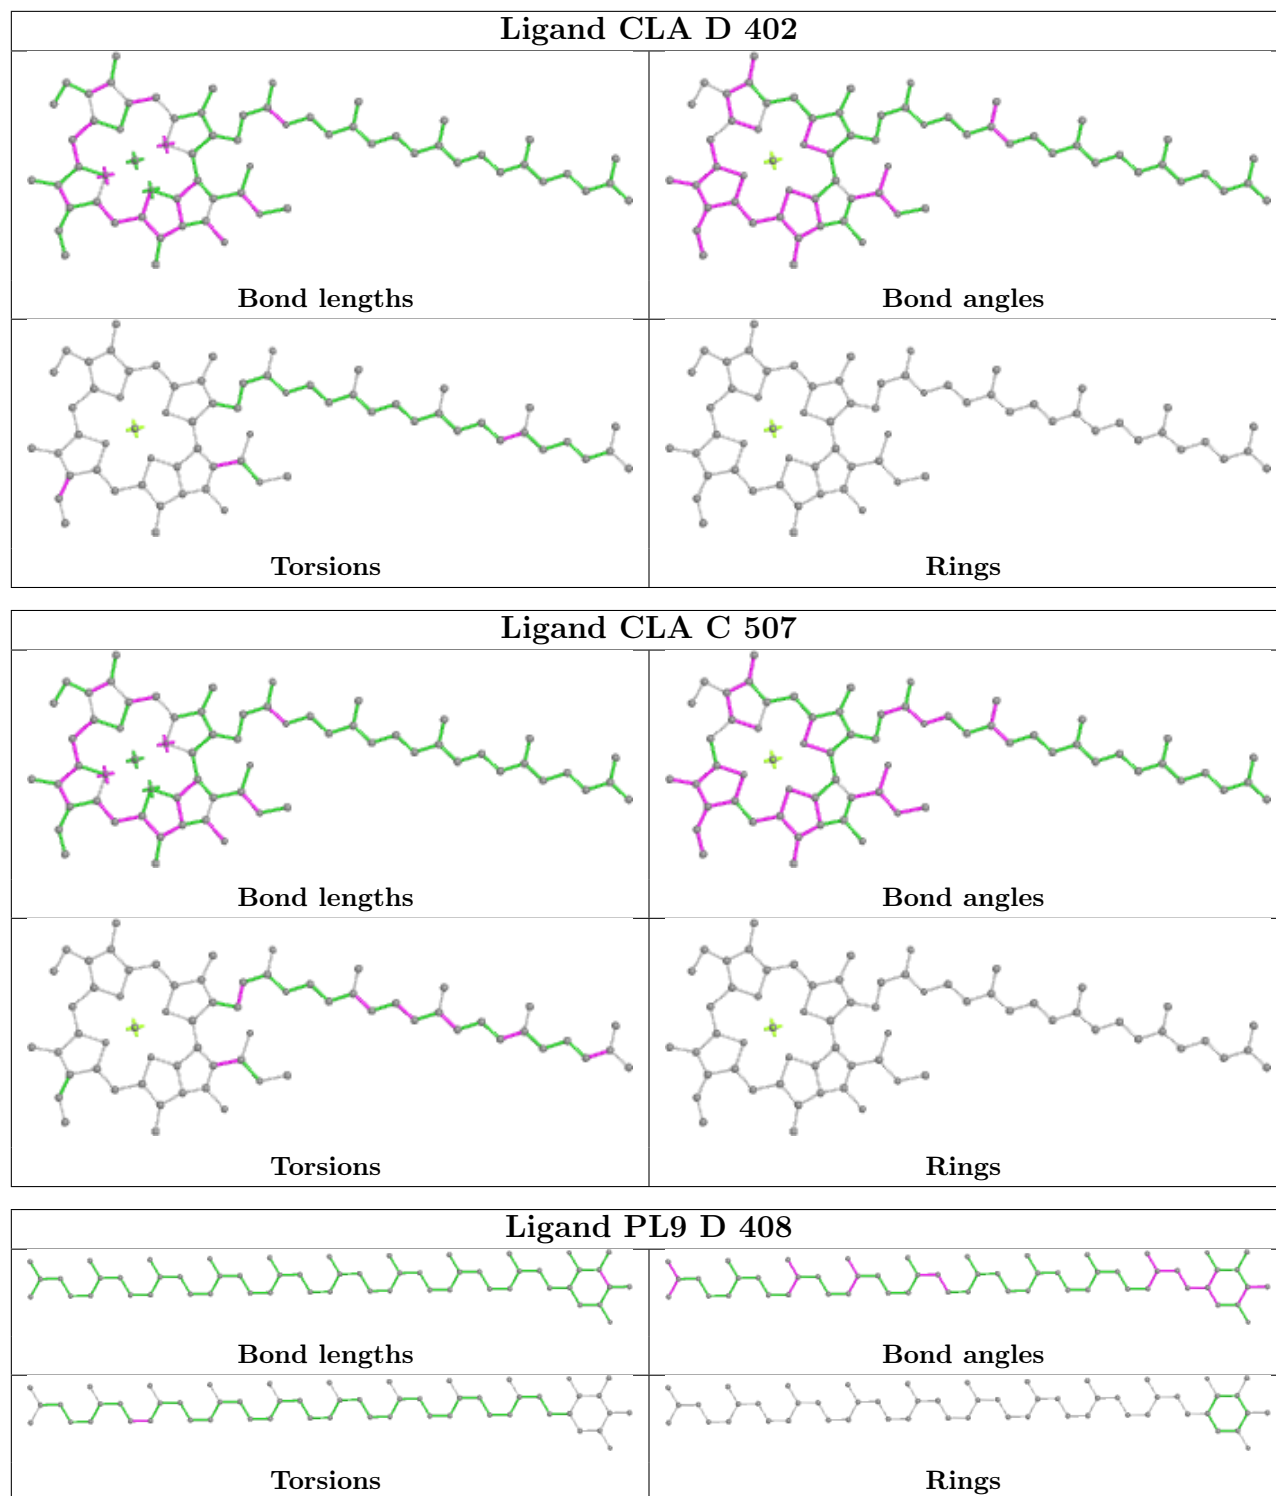 Ligand CLA D 402
Bond lengths
Bond angles
Torsions
Rings
Ligand CLA C 507
Bond lengths
Bond angles
Torsions
Rings
Ligand PL9 D 408
Bond lengths
Bond angles
Torsions
Rings